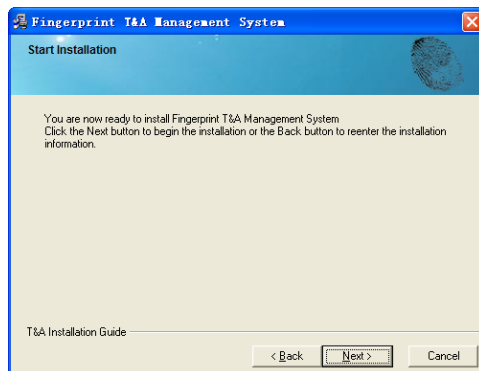 Fingerprint T&A Management System
Start Installation
You are now ready to install Fingerprint T&A Management System
Click the Next button to begin the installation or the Back button to reenter the installation
information.
T&A Installation Guide
< Back
Next >
Cancel